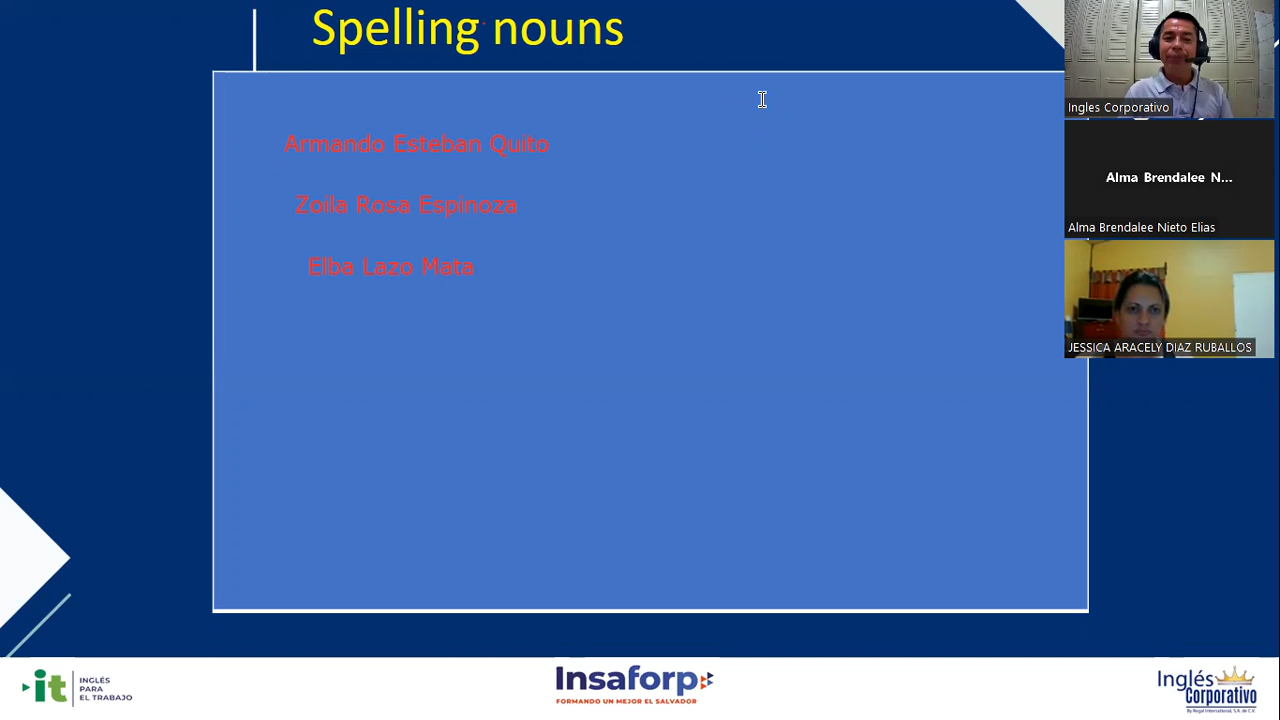 Spelling nouns
Armando Esteban Quito
Zoila Rosa Espinoza
Elba Lazo Mata
Ingles Corporativo
Alma Brendalee N...
Alma Brendalee Nieto Elias
JESSICA ARACELY DIAZ RUBALLOS
it INGLÉS
PARA
EL TRABAJO
Insaforp
FORMANDO UN MEJOR EL SALVADOR
Inglés
Corporativo
By Regal International, S.A. de C.V.